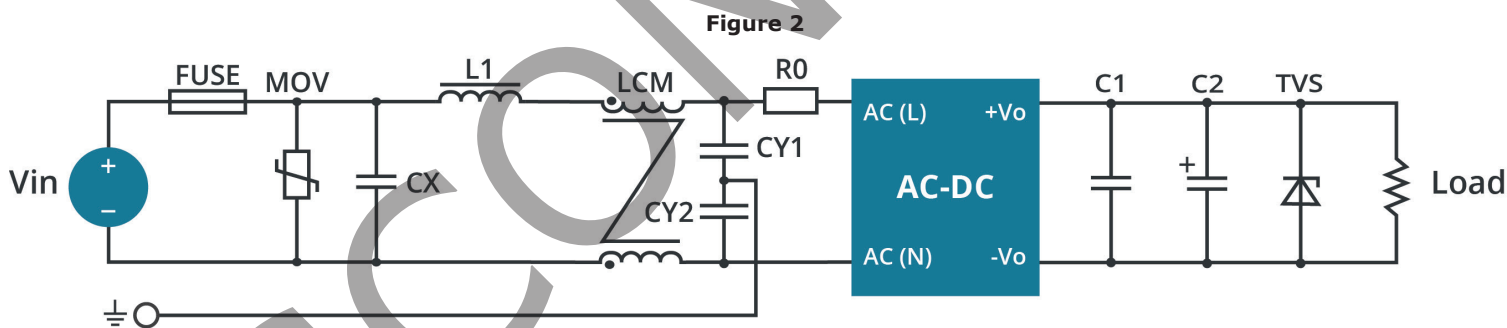 Figure 2
FUSE
MOV
L1
LCM
R0
C1
C2
TVS
AC (L)
+Vo
CY1
Vin
+
−
CX
AC-DC
+
Load
CY2
AC (N)
-Vo